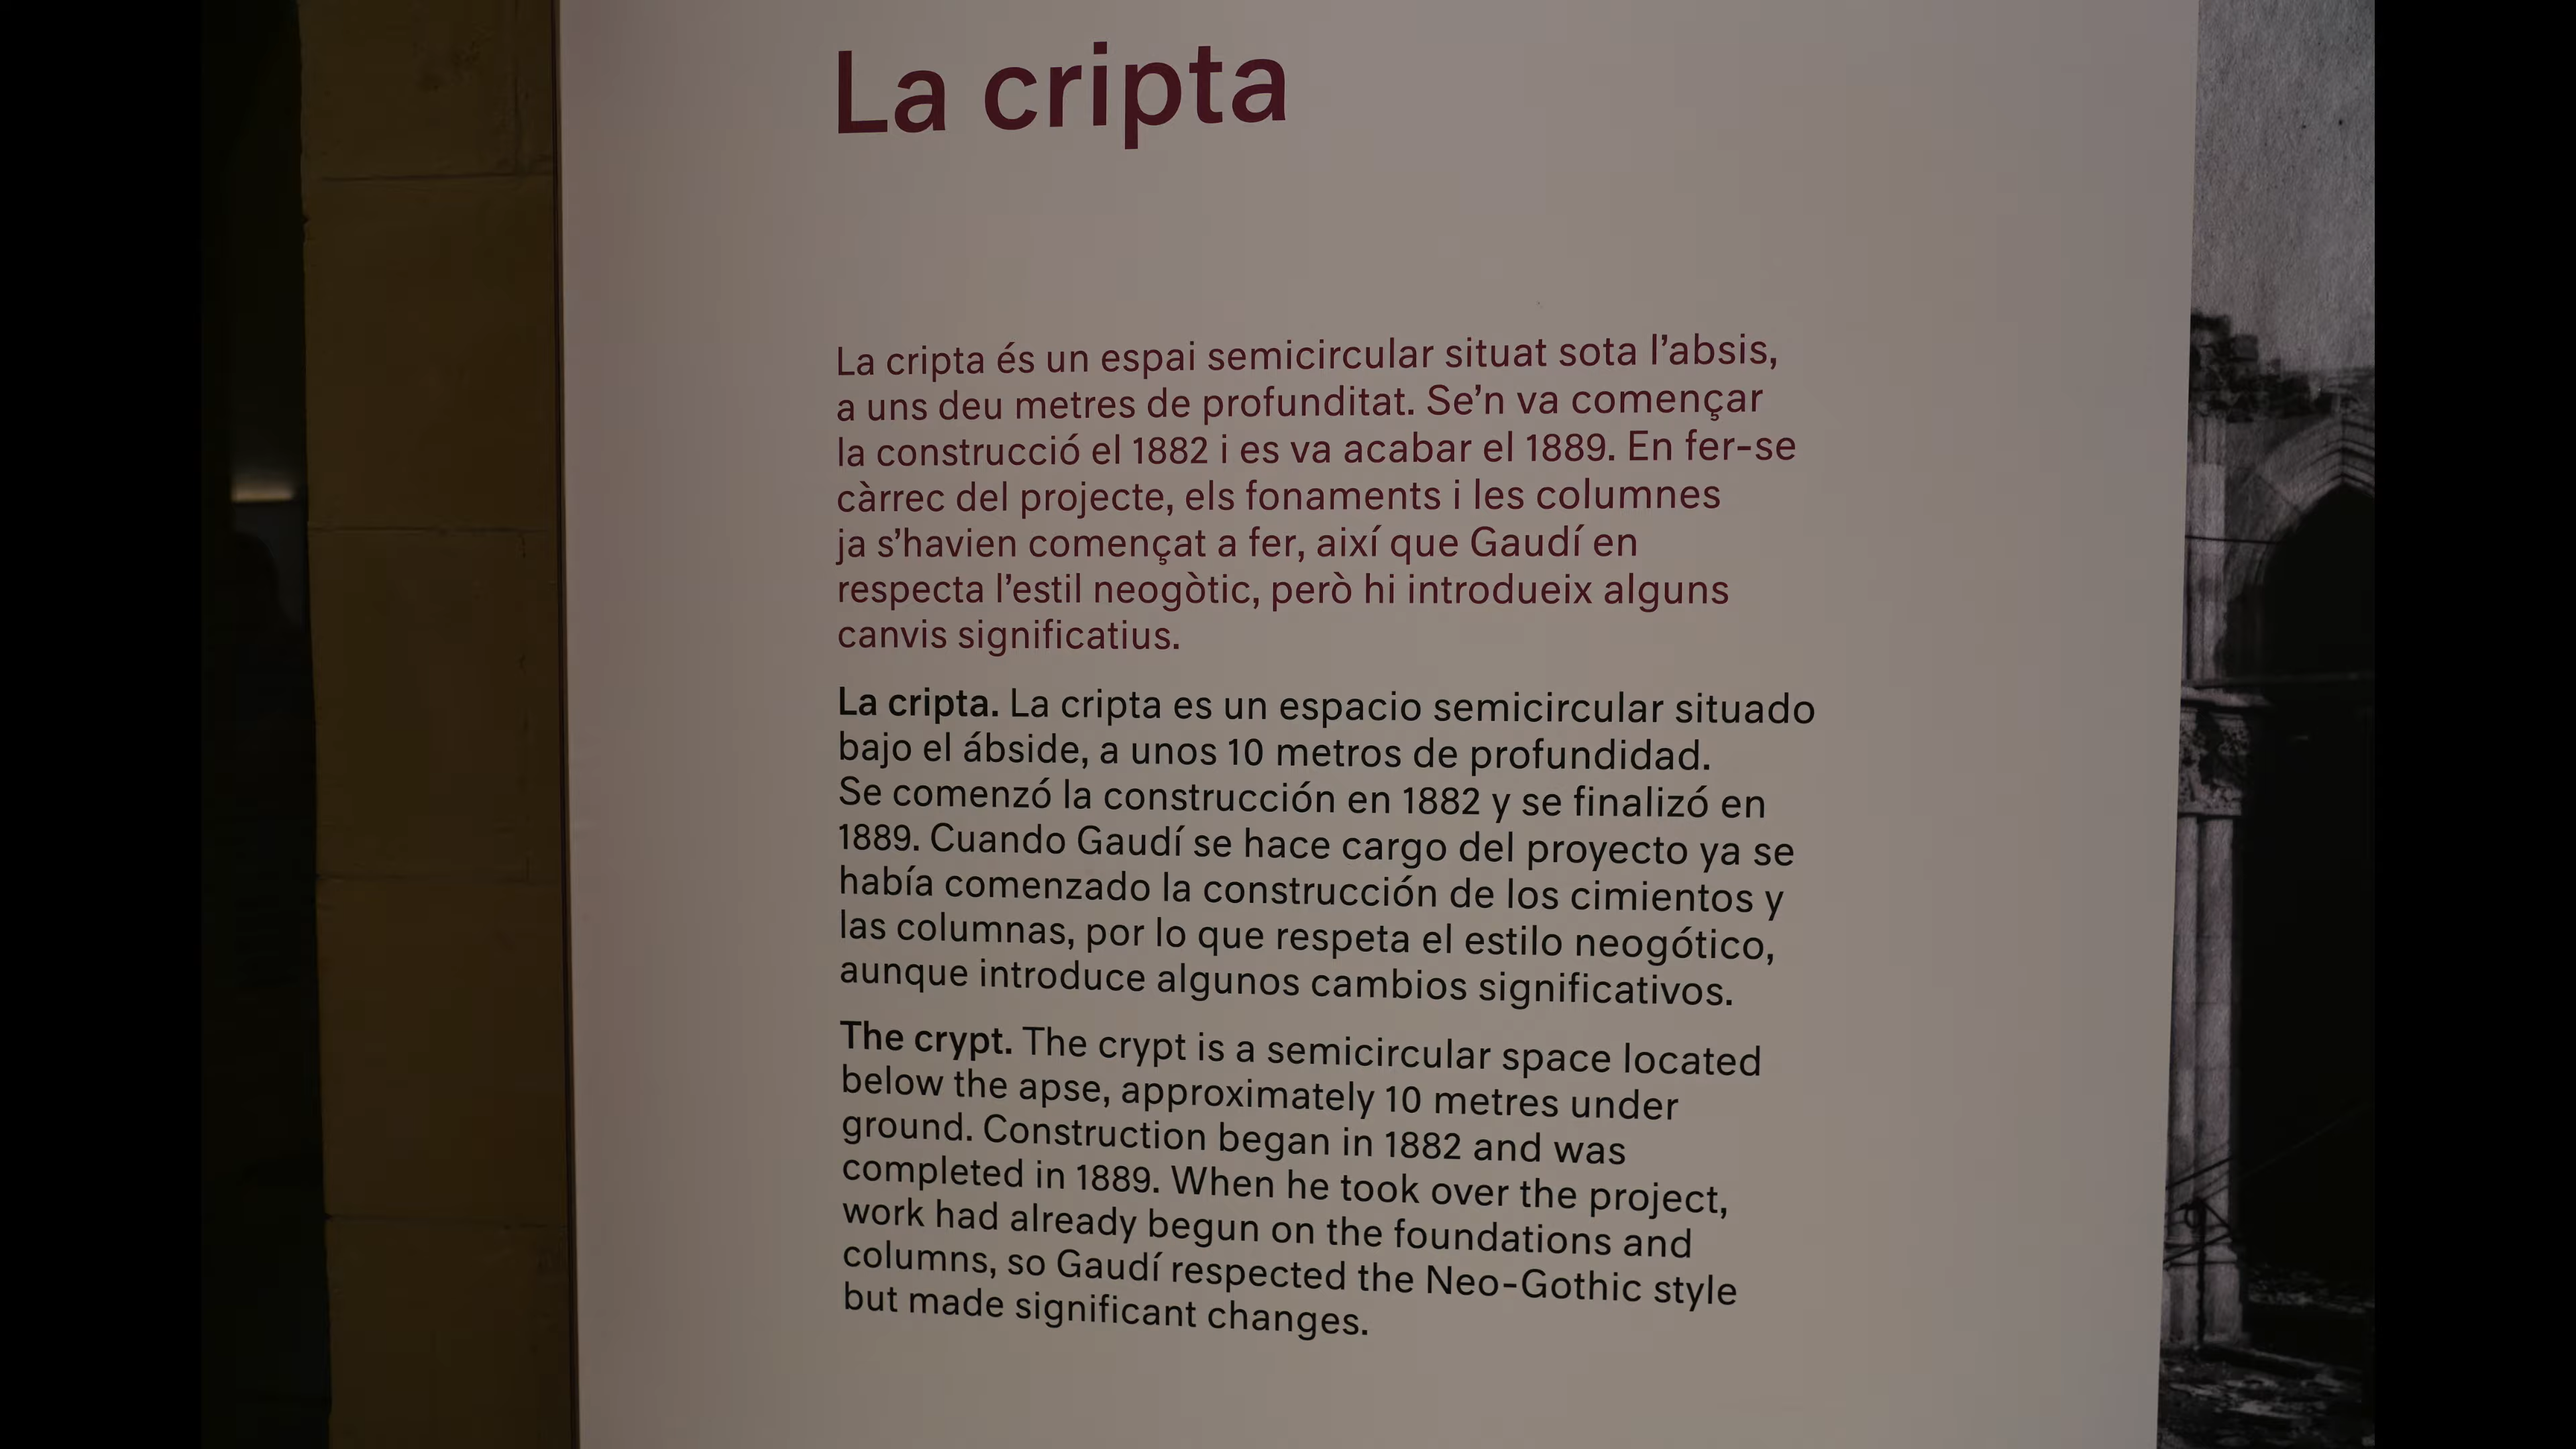 La cripta
La cripta és un espai semicircular situat sota l’absis,
a uns deu metres de profunditat. Se’n va començar
la construcció el 1882 i es va acabar el 1889. En fer-se
càrrec del projecte, els fonaments i les columnes
ja s’havien començat a fer, així que Gaudí en
respecta l’estil neogòtic, però hi introdueix alguns
canvis significatius.
La cripta. La cripta es un espacio semicircular situado
bajo el ábside, a unos 10 metros de profundidad.
Se comenzó la construcción en 1882 y se finalizó en
1889. Cuando Gaudí se hace cargo del proyecto ya se
había comenzado la construcción de los cimientos y
las columnas, por lo que respeta el estilo neogótico,
aunque introduce algunos cambios significativos.
The crypt. The crypt is a semicircular space located
below the apse, approximately 10 metres under
ground. Construction began in 1882 and was
completed in 1889. When he took over the project,
work had already begun on the foundations and
columns, so Gaudí respected the Neo-Gothic style
but made significant changes.